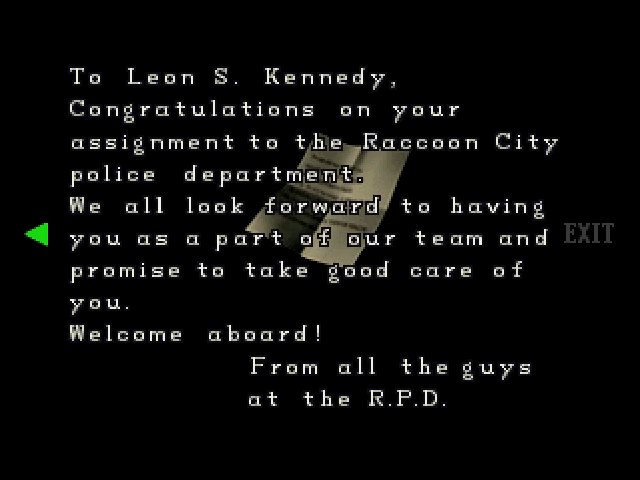 To Leon S. Kennedy,
Congratulations on your
assignment to the Raccoon City
police department.
We all look forward to having
you as a part of our team and
EXIT
promise to take good care of
you.
Welcome aboard!
From all the guys
at the R.P.D.